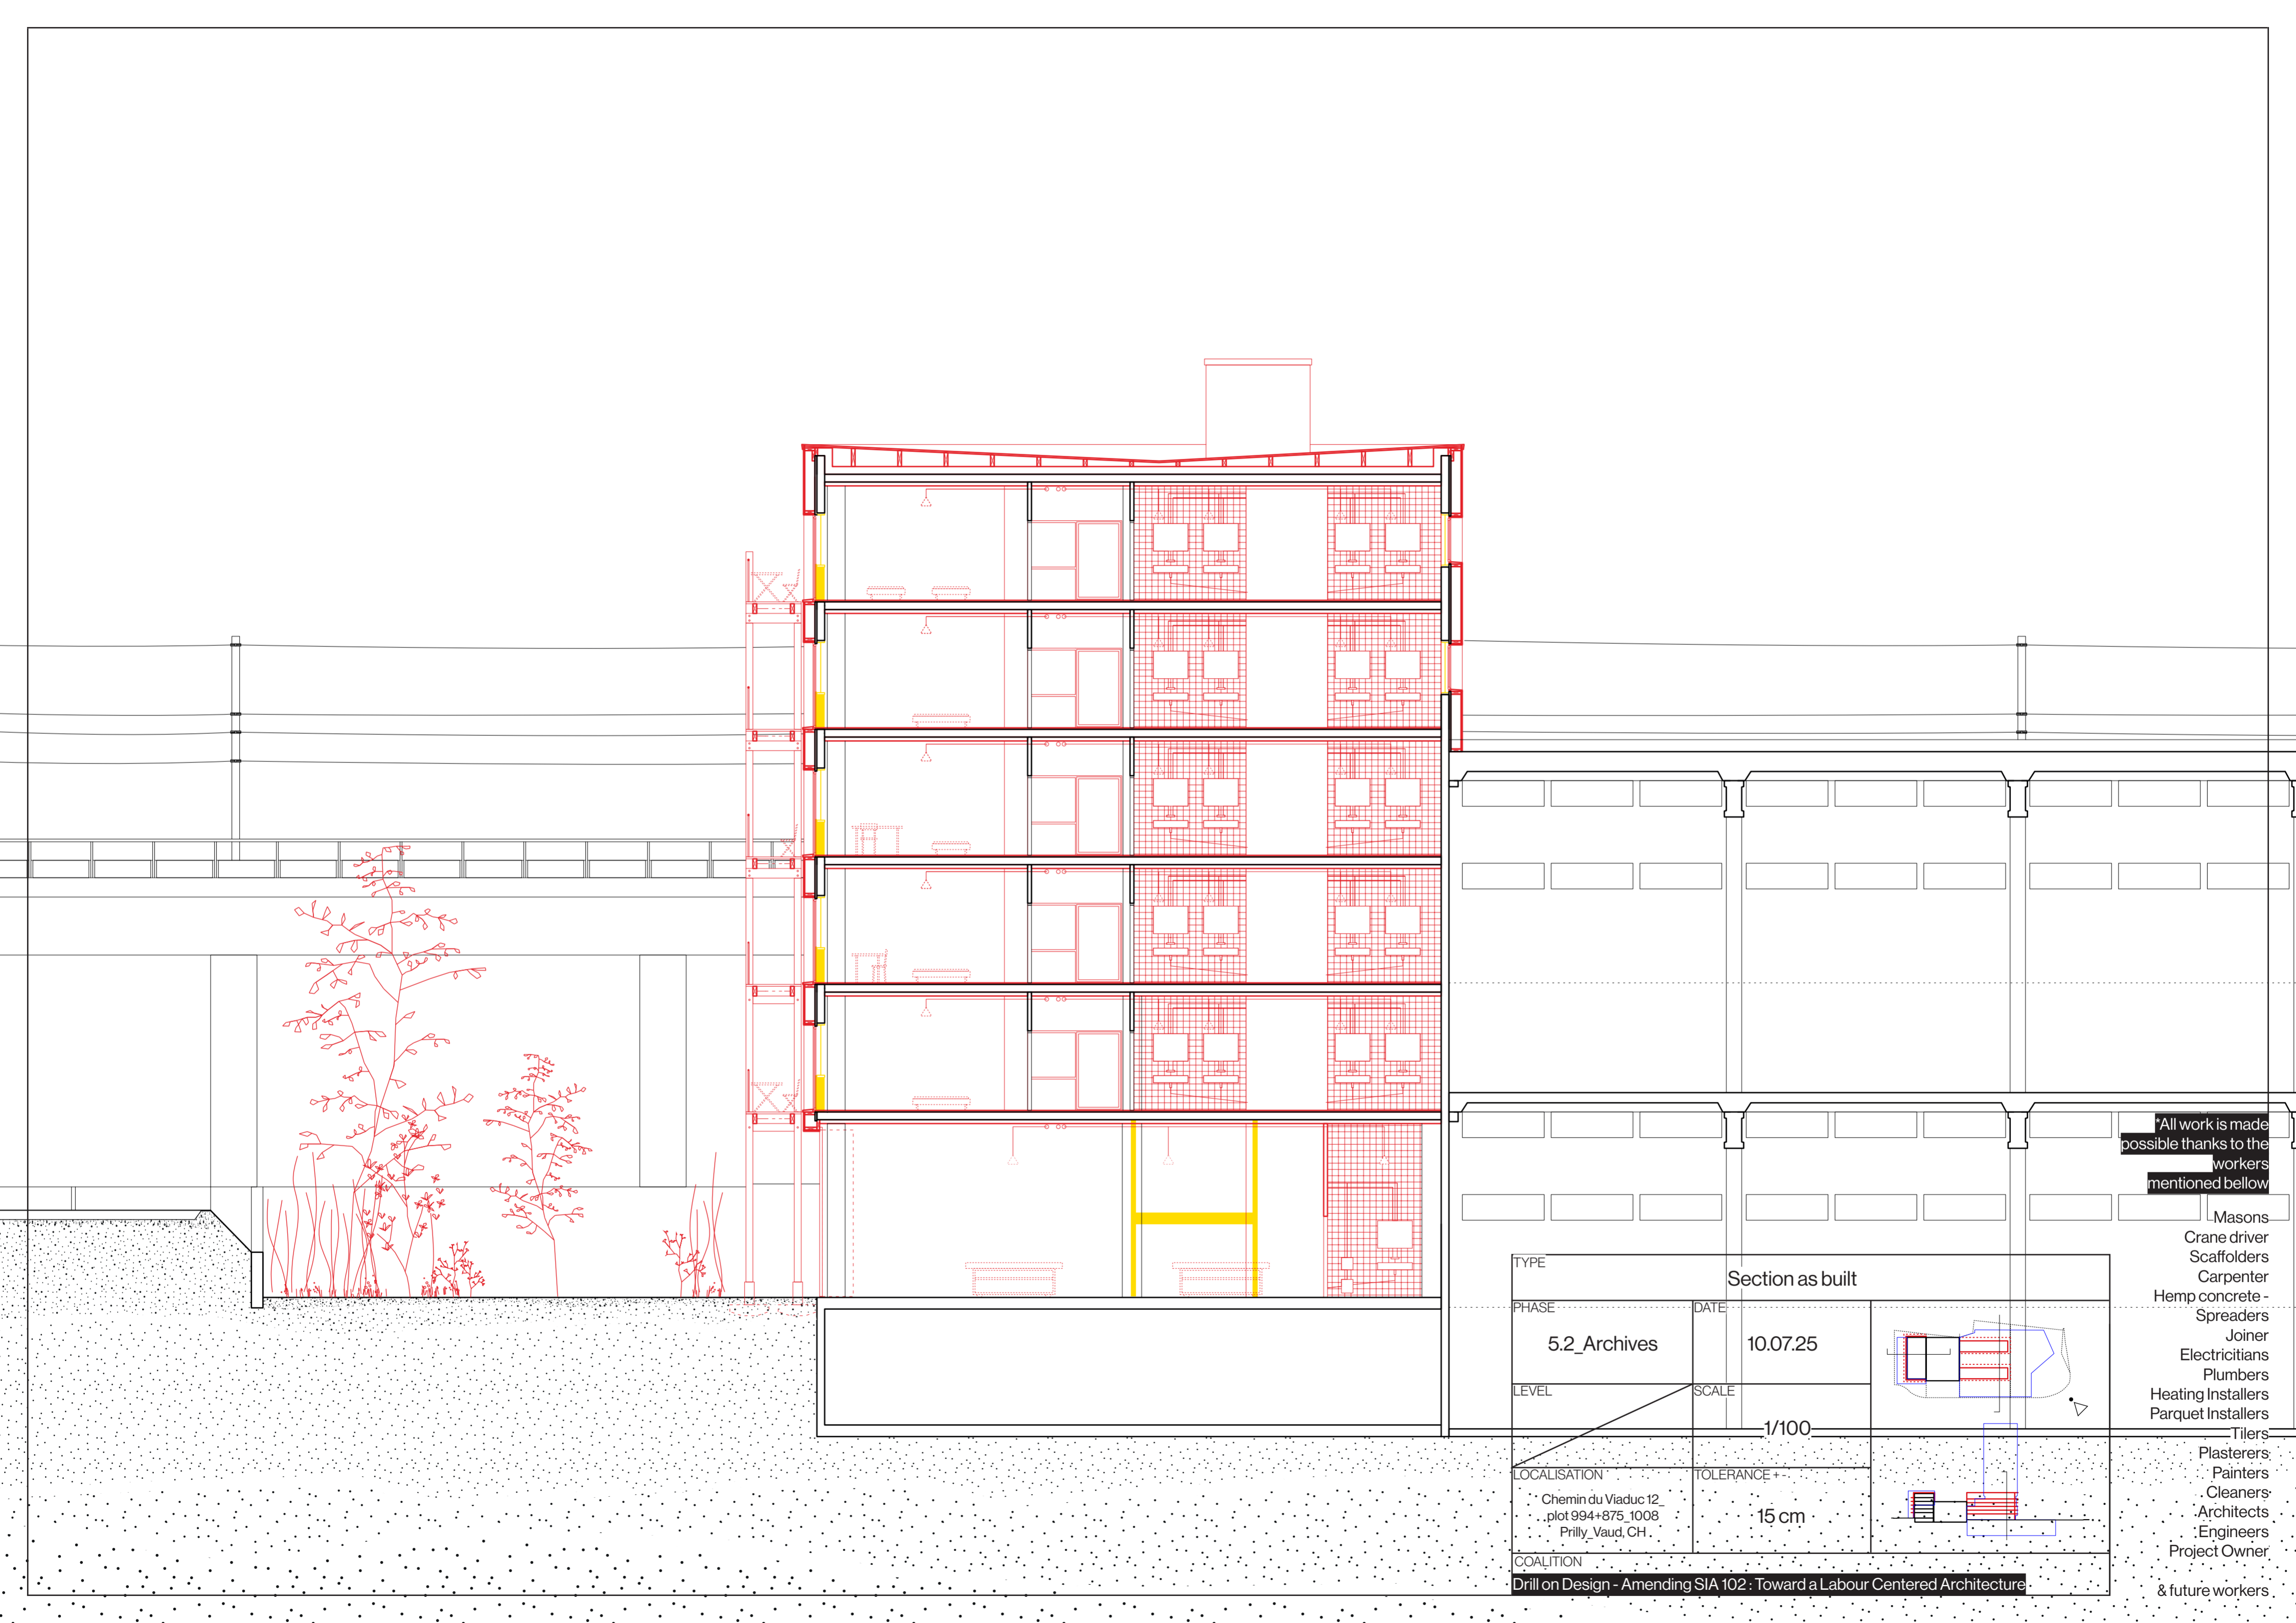 *All work is made
possible thanks to the
workers
mentioned bellow
Masons
Crane driver
Scaffolders
Carpenter
Hemp concrete -
Spreaders
Joiner
Electricitians
Plumbers
Heating Installers
Parquet Installers
Tilers
Plasterers
Painters
Cleaners
Architects
Engineers
Project Owner
& future workers
TYPE
Section as built
PHASE
5.2_Archives
DATE
10.07.25
LEVEL
SCALE
1/100
LOCALISATION
Chemin du Viaduc 12_
plot 994+875_1008
Prilly_Vaud, CH
TOLERANCE + -
15 cm
COALITION
Drill on Design - Amending SIA 102 : Toward a Labour Centered Architecture